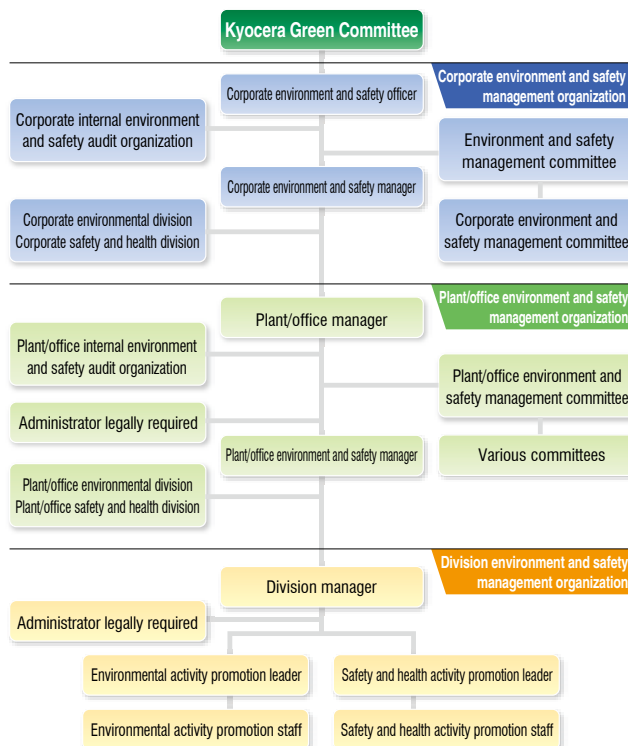 Kyocera Green Committee
Corporate environment and safety
management organization
Corporate environment and safety officer
Corporate internal environment
and safety audit organization
Environment and safety
management committee
Corporate environment and safety manager
Corporate environmental division
Corporate safety and health division
Corporate environment and
safety management committee
Plant/office environment and safety
management organization
Plant/office manager
Plant/office internal environment
and safety audit organization
Plant/office environment and
safety management committee
Administrator legally required
Plant/office environment and safety manager
Various committees
Plant/office environmental division
Plant/office safety and health division
Division environment and safety
management organization
Division manager
Administrator legally required
Environmental activity promotion leader
Safety and health activity promotion leader
Environmental activity promotion staff
Safety and health activity promotion staff